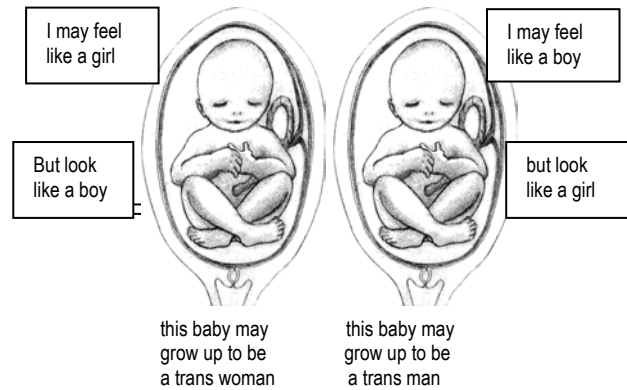 I may feel
like a girl
I may feel
like a boy
But look
like a boy
but look
like a girl
this baby may
grow up to be
a trans woman
this baby may
grow up to be
a trans man